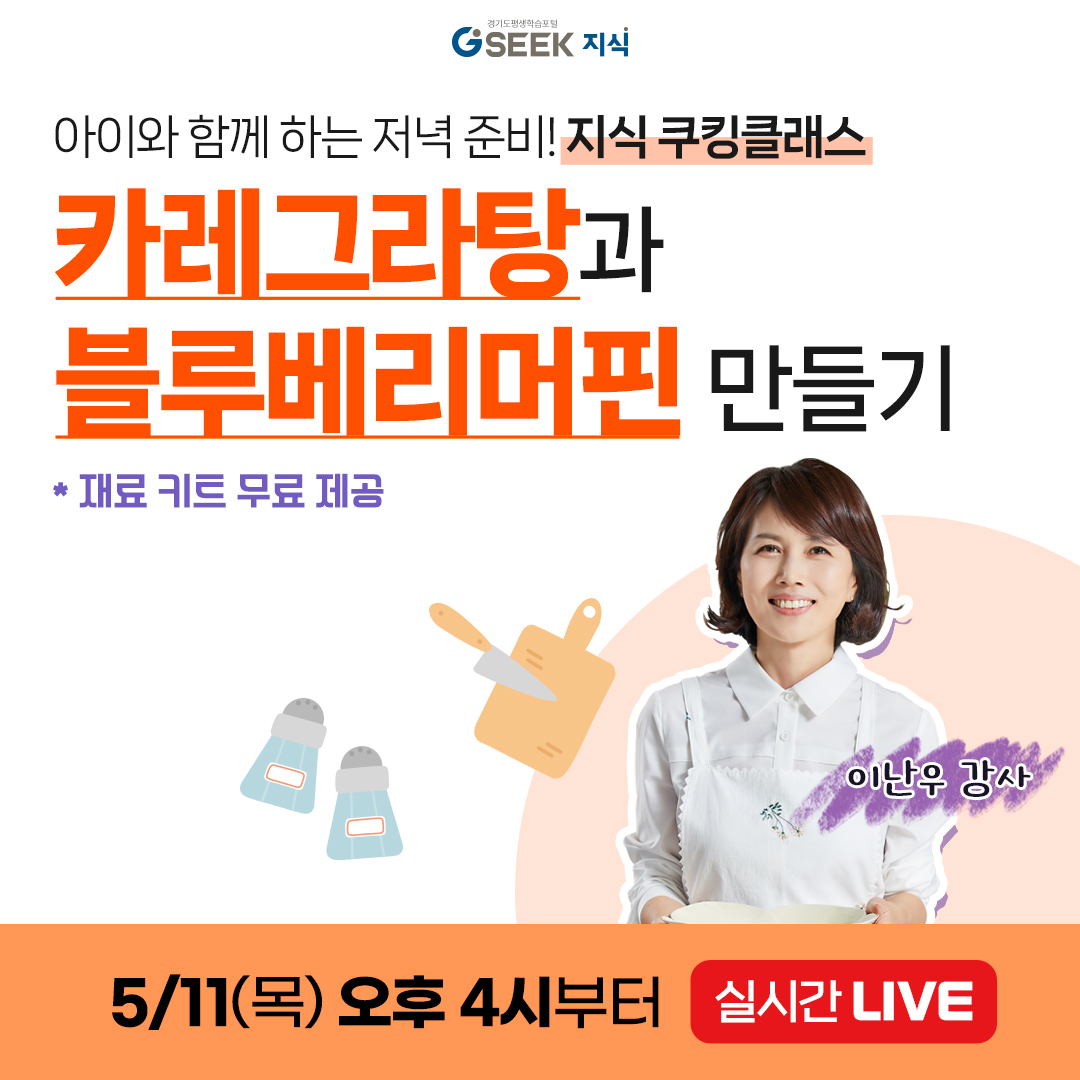 경기도평생학습포털
GSEEK 지식
아이와 함께 하는 저녁 준비! 지식 쿠킹클래스
카레그라탕과
블루베리머핀 만들기
* 재료 키트 무료 제공
이난우 강사
5/11(목) 오후 4시부터 실시간 LIVE